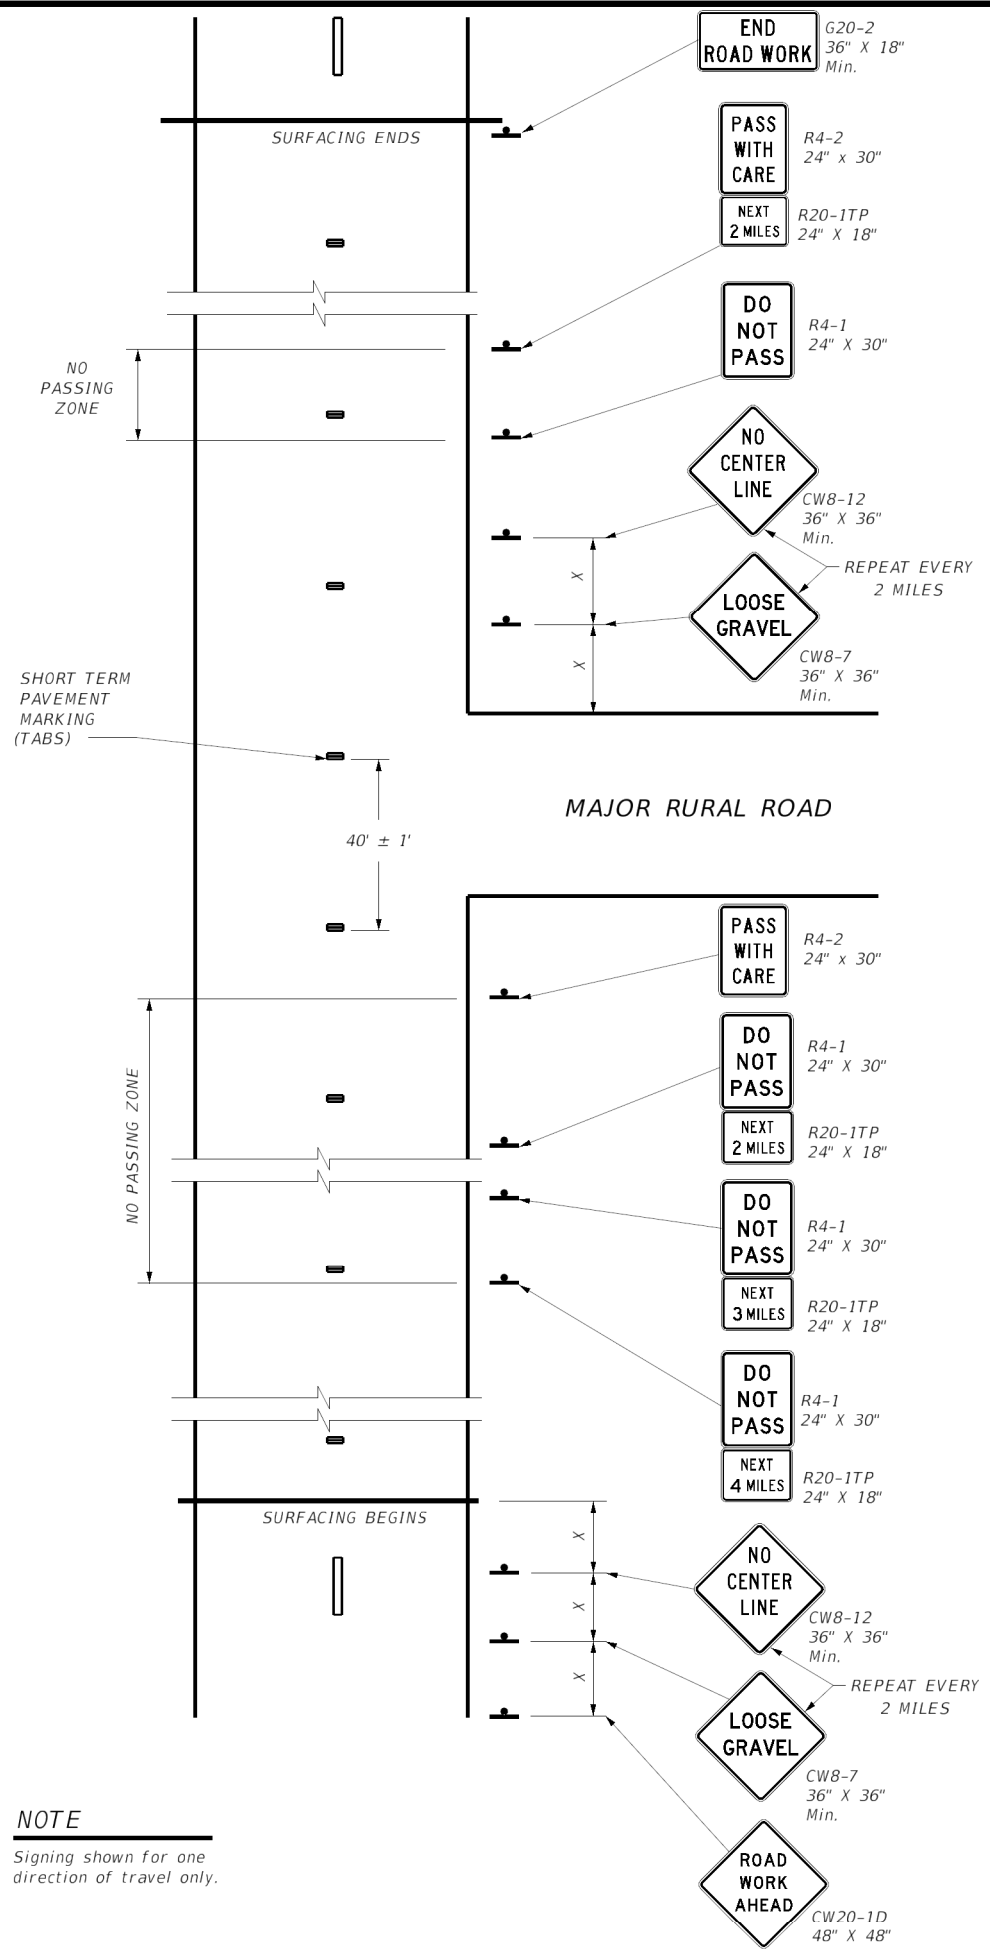 END
ROAD WORK
G20-2
36" X 18"
Min.
SURFACING ENDS
PASS
WITH
CARE
R4-2
24" x 30"
NEXT
2 MILES
R20-1TP
24" X 18"
DO
NOT
PASS
R4-1
24" X 30"
NO
PASSING
ZONE
NO
CENTER
LINE
CW8-12
36" X 36"
Min.
REPEAT EVERY
2 MILES
X
LOOSE
GRAVEL
CW8-7
36" X 36"
Min.
X
SHORT TERM
PAVEMENT
MARKING
(TABS)
40' ± 1'
MAJOR RURAL ROAD
PASS
WITH
CARE
R4-2
24" x 30"
DO
NOT
PASS
R4-1
24" X 30"
NEXT
2 MILES
R20-1TP
24" X 18"
NO PASSING ZONE
DO
NOT
PASS
R4-1
24" X 30"
NEXT
3 MILES
R20-1TP
24" X 18"
DO
NOT
PASS
R4-1
24" X 30"
NEXT
4 MILES
R20-1TP
24" X 18"
SURFACING BEGINS
X
NO
CENTER
LINE
CW8-12
36" X 36"
Min.
X
REPEAT EVERY
2 MILES
X
LOOSE
GRAVEL
CW8-7
36" X 36"
Min.
ROAD
WORK
AHEAD
CW20-1D
48" X 48"
NOTE
Signing shown for one
direction of travel only.